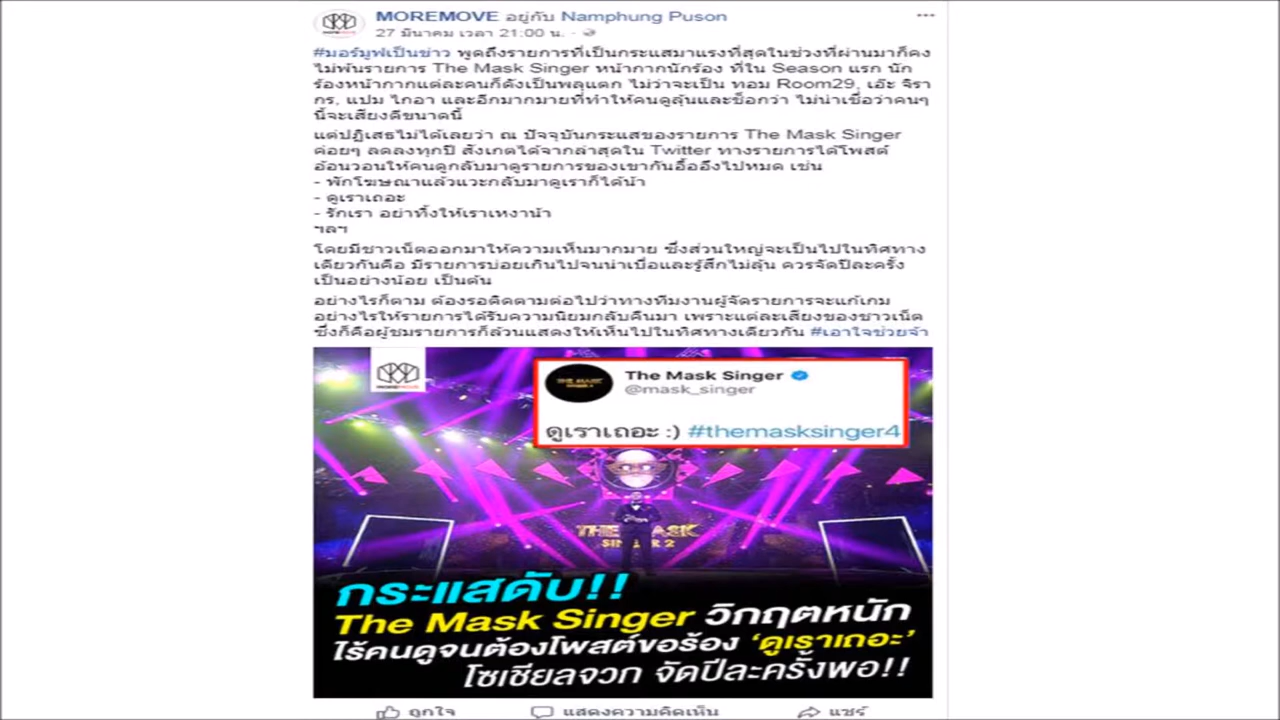 MOREMOVE อยู่กับ Namphung Puson
27 มีนาคม เวลา 21:00 น.
#มอร์มูฟเป็นข่าว พูดถึงรายการที่เป็นกระแสมาแรงที่สุดในช่วงที่ผ่านมาก็คง
ไม่พ้นรายการ The Mask Singer หน้ากากนักร้อง ที่ใน Season แรก นัก
ร้องหน้ากากแต่ละคนก็ดังเป็นพลุแตก ไม่ว่าจะเป็น ทอม Room29, เอ๊ะ จิรา
กร, แปม ไกอา และอีกมากมายที่ทำให้คนดูลุ้นและช็อกว่า ไม่น่าเชื่อว่าคนๆ
นี้จะเสียงดีขนาดนี้
แต่ปฏิเสธไม่ได้เลยว่า ณ ปัจจุบันกระแสของรายการ The Mask Singer
ค่อยๆ ลดลงทุกปี สังเกตได้จากล่าสุดใน Twitter ทางรายการได้โพสต์
อ้อนวอนให้คนดูกลับมาดูรายการของเขากันอื้ออึงไปหมด เช่น
- พักโฆษณาแล้วแวะกลับมาดูเราก็ได้น้า
- ดูเราเถอะ
- รักเรา อย่าทิ้งให้เราเหงาน้า
ฯลฯ
โดยมีชาวเน็ตออกมาให้ความเห็นมากมาย ซึ่งส่วนใหญ่จะเป็นไปในทิศทาง
เดียวกันคือ มีรายการบ่อยเกินไปจนน่าเบื่อและรู้สึกไม่ลุ้น ควรจัดปีละครั้ง
เป็นอย่างน้อย เป็นต้น
อย่างไรก็ตาม ต้องรอติดตามต่อไปว่าทางทีมงานผู้จัดรายการจะแก้เกม
อย่างไรให้รายการได้รับความนิยมกลับคืนมา เพราะแต่ละเสียงของชาวเน็ต
ซึ่งก็คือผู้ชมรายการก็ล้วนแสดงให้เห็นไปในทิศทางเดียวกัน #เอาใจช่วยจ้า
MOREMOVE
The Mask Singer
@mask_singer
ดูเราเถอะ :) #themasksinger4
THE MASK
SINGER 2
กระแสดับ!!
The Mask Singer วิกฤตหนัก
ไร้คนดูจนต้องโพสต์ขอร้อง 'ดูเราเถอะ'
โซเชียลจวก จัดปีละครั้งพอ!!
ถูกใจ แสดงความคิดเห็น แชร์